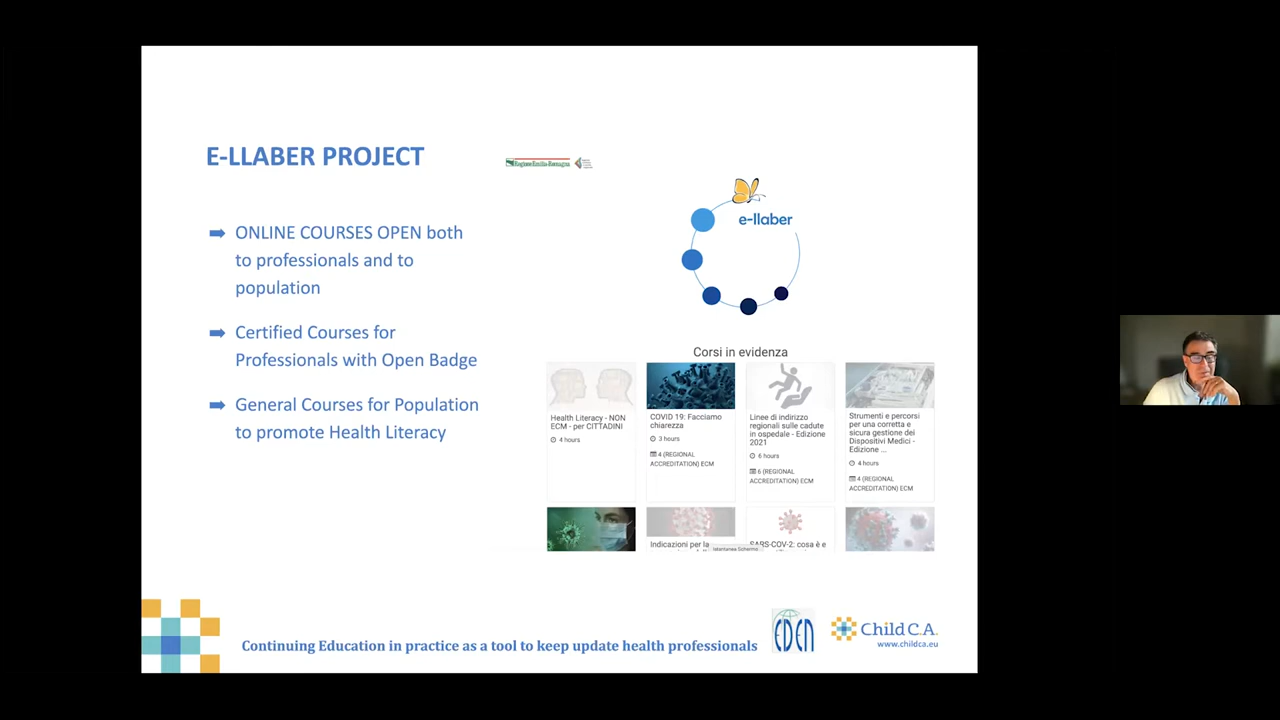 E-LLABER PROJECT
RegioneEmilia-Romagna
e-llaber
ONLINE COURSES OPEN both
to professionals and to
population
Certified Courses for
Professionals with Open Badge
General Courses for Population
to promote Health Literacy
Corsi in evidenza
Health Literacy - NON
ECM - per CITTADINI
4 hours
COVID 19: Facciamo
chiarezza
3 hours
4 (REGIONAL
ACCREDITATION) ECM
Linee di indirizzo
regionali sulle cadute
in ospedale - Edizione
2021
6 hours
6 (REGIONAL
ACCREDITATION) ECM
Strumenti e percorsi
per una corretta e
sicura gestione dei
Dispositivi Medici -
Edizione ...
4 hours
4 (REGIONAL
ACCREDITATION) ECM
Indicazioni per la
Istantanea Schermo
SARS-COV-2: cosa è e
Continuing Education in practice as a tool to keep update health professionals
EDEN
Child C.A.
www.childca.eu